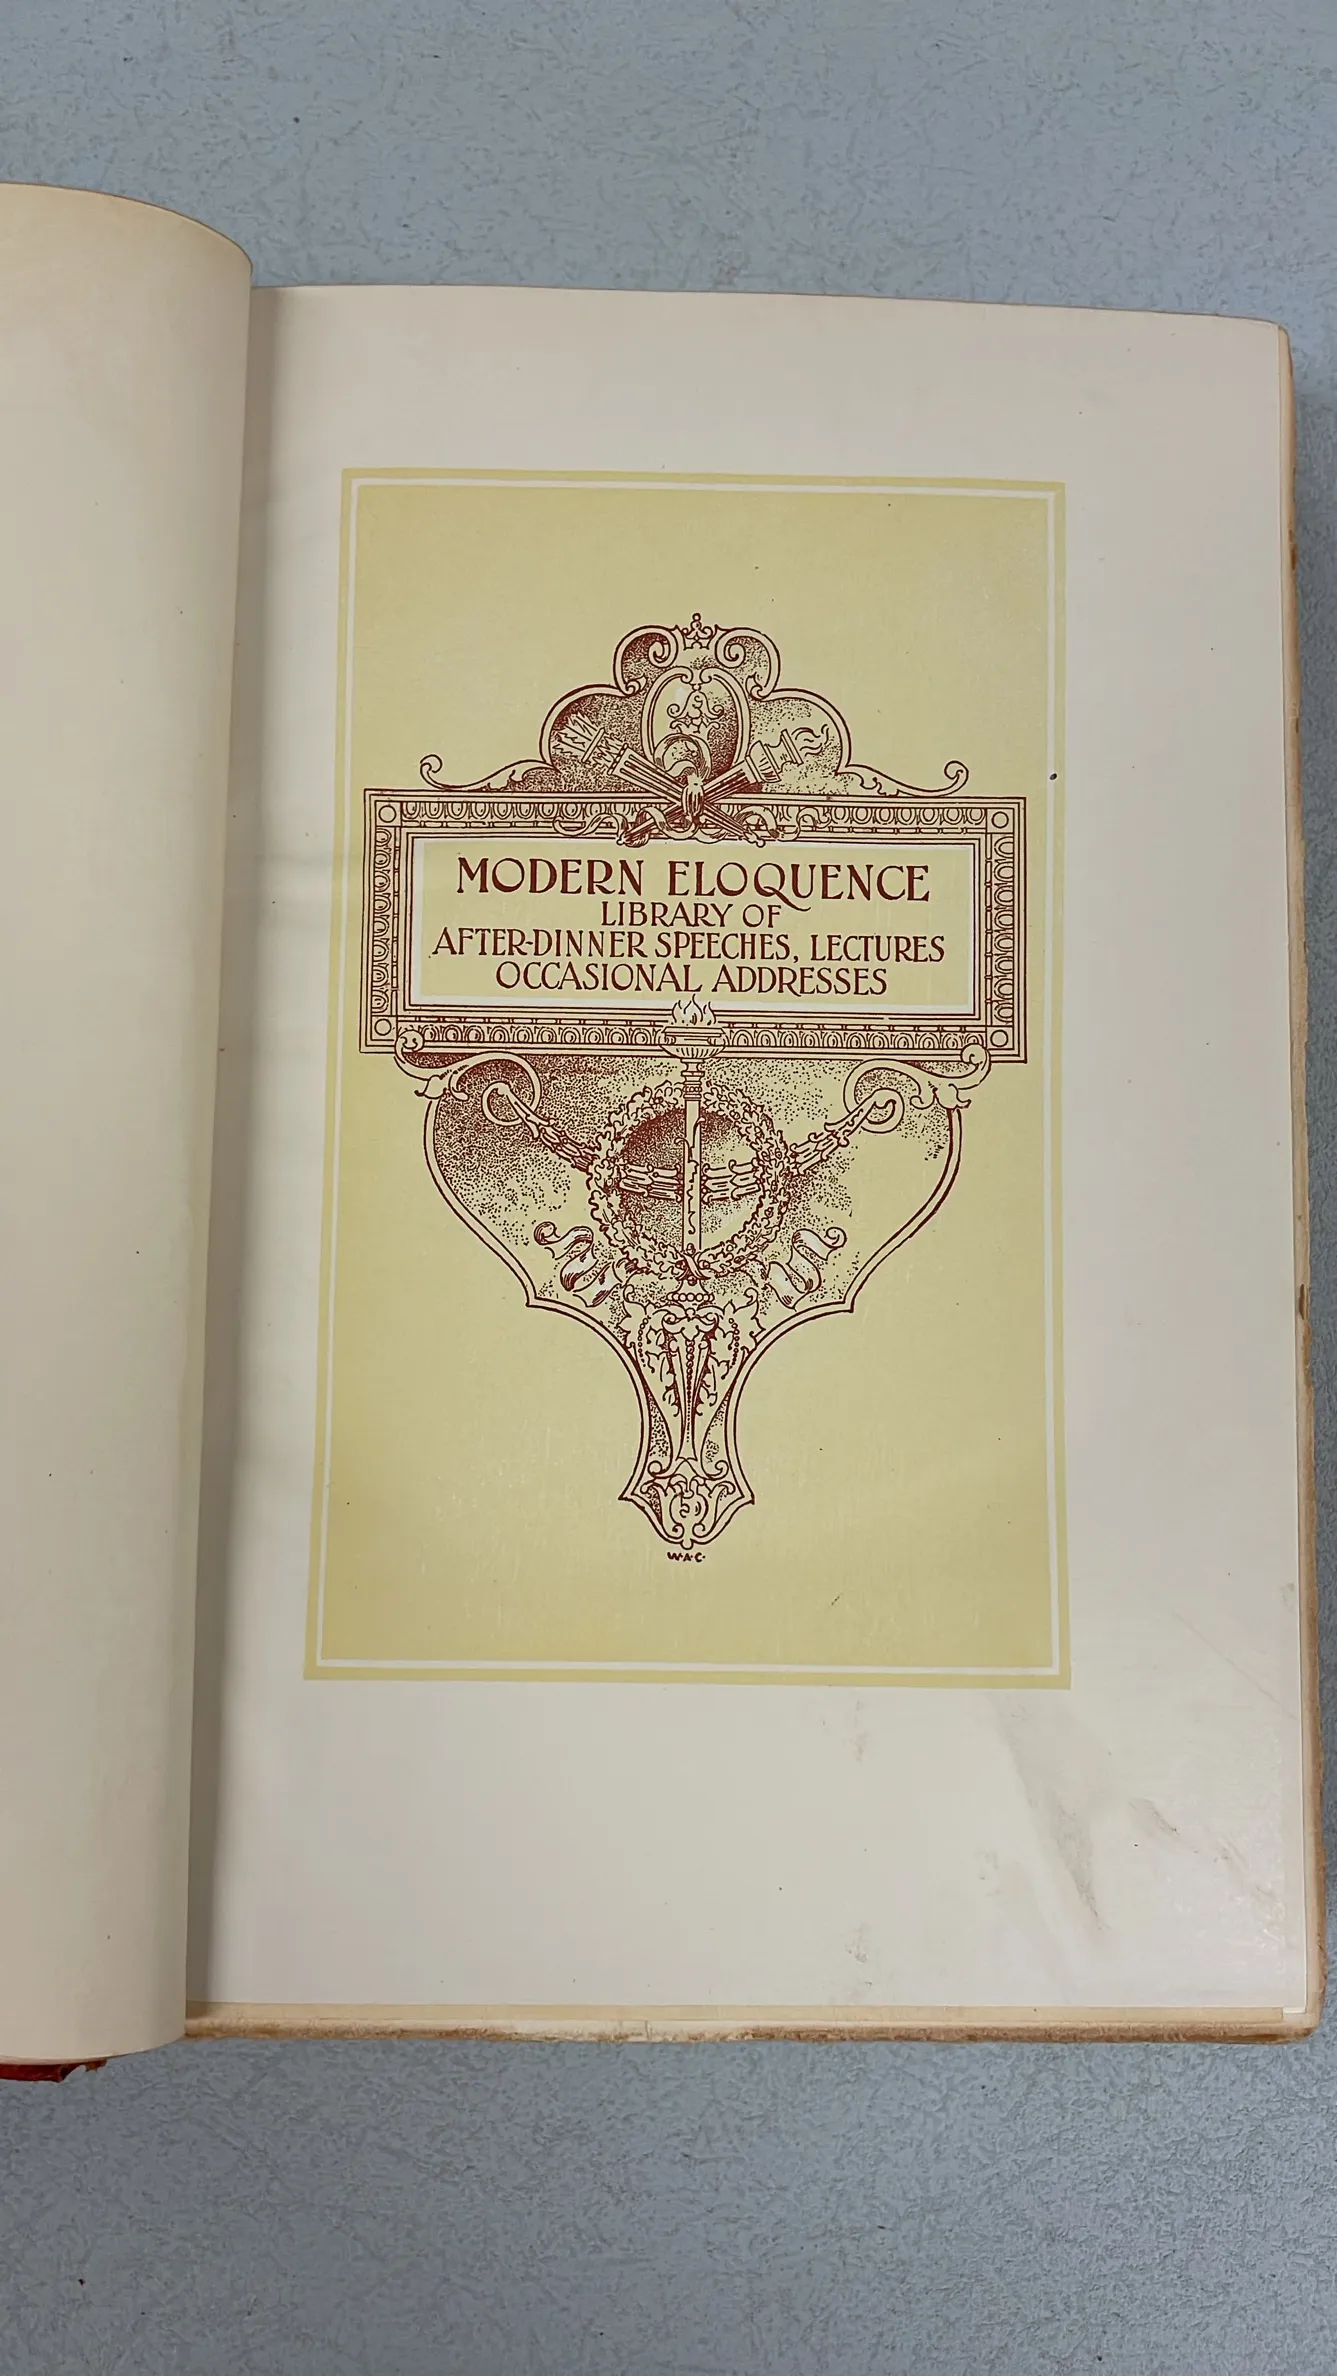 MODERN ELOQUENCE
LIBRARY OF
AFTER-DINNER SPEECHES, LECTURES
OCCASIONAL ADDRESSES
W·A·C·